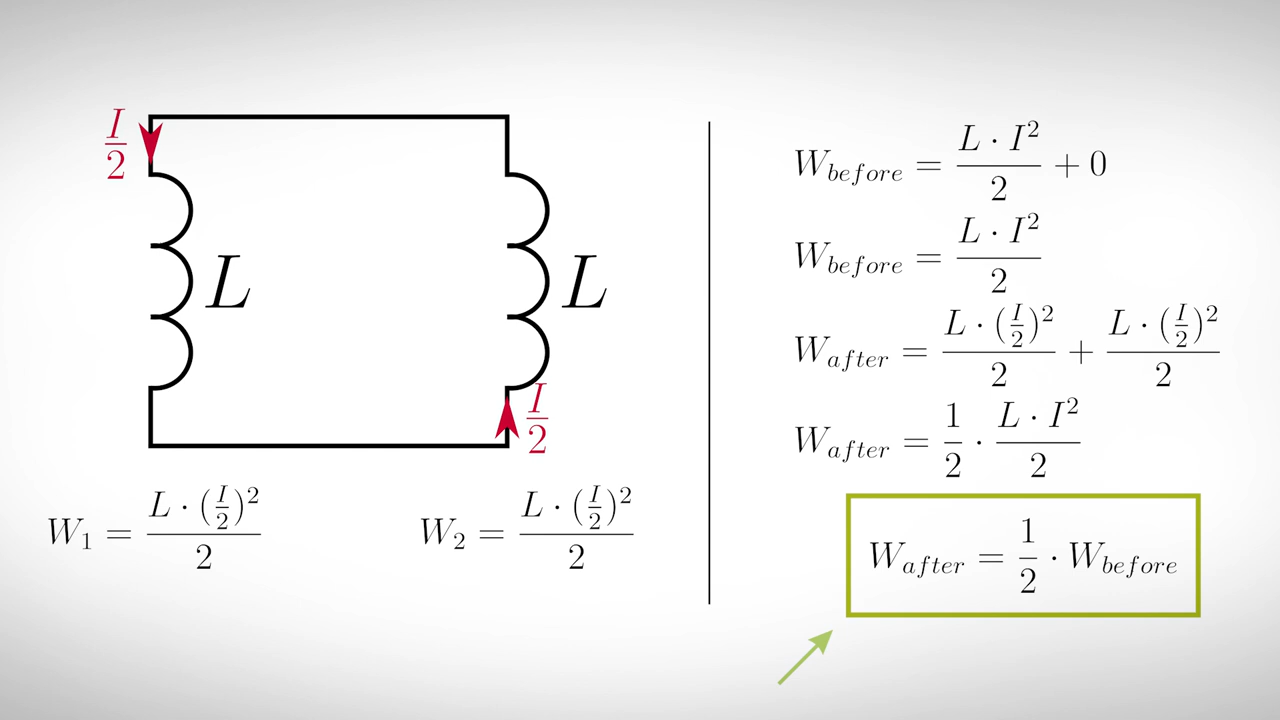 I/2
L
L
I/2
W_1 = L · (I/2)^2 / 2
W_2 = L · (I/2)^2 / 2
W_before = L · I^2 / 2 + 0
W_before = L · I^2 / 2
W_after = L · (I/2)^2 / 2 + L · (I/2)^2 / 2
W_after = 1/2 · L · I^2 / 2
W_after = 1/2 · W_before